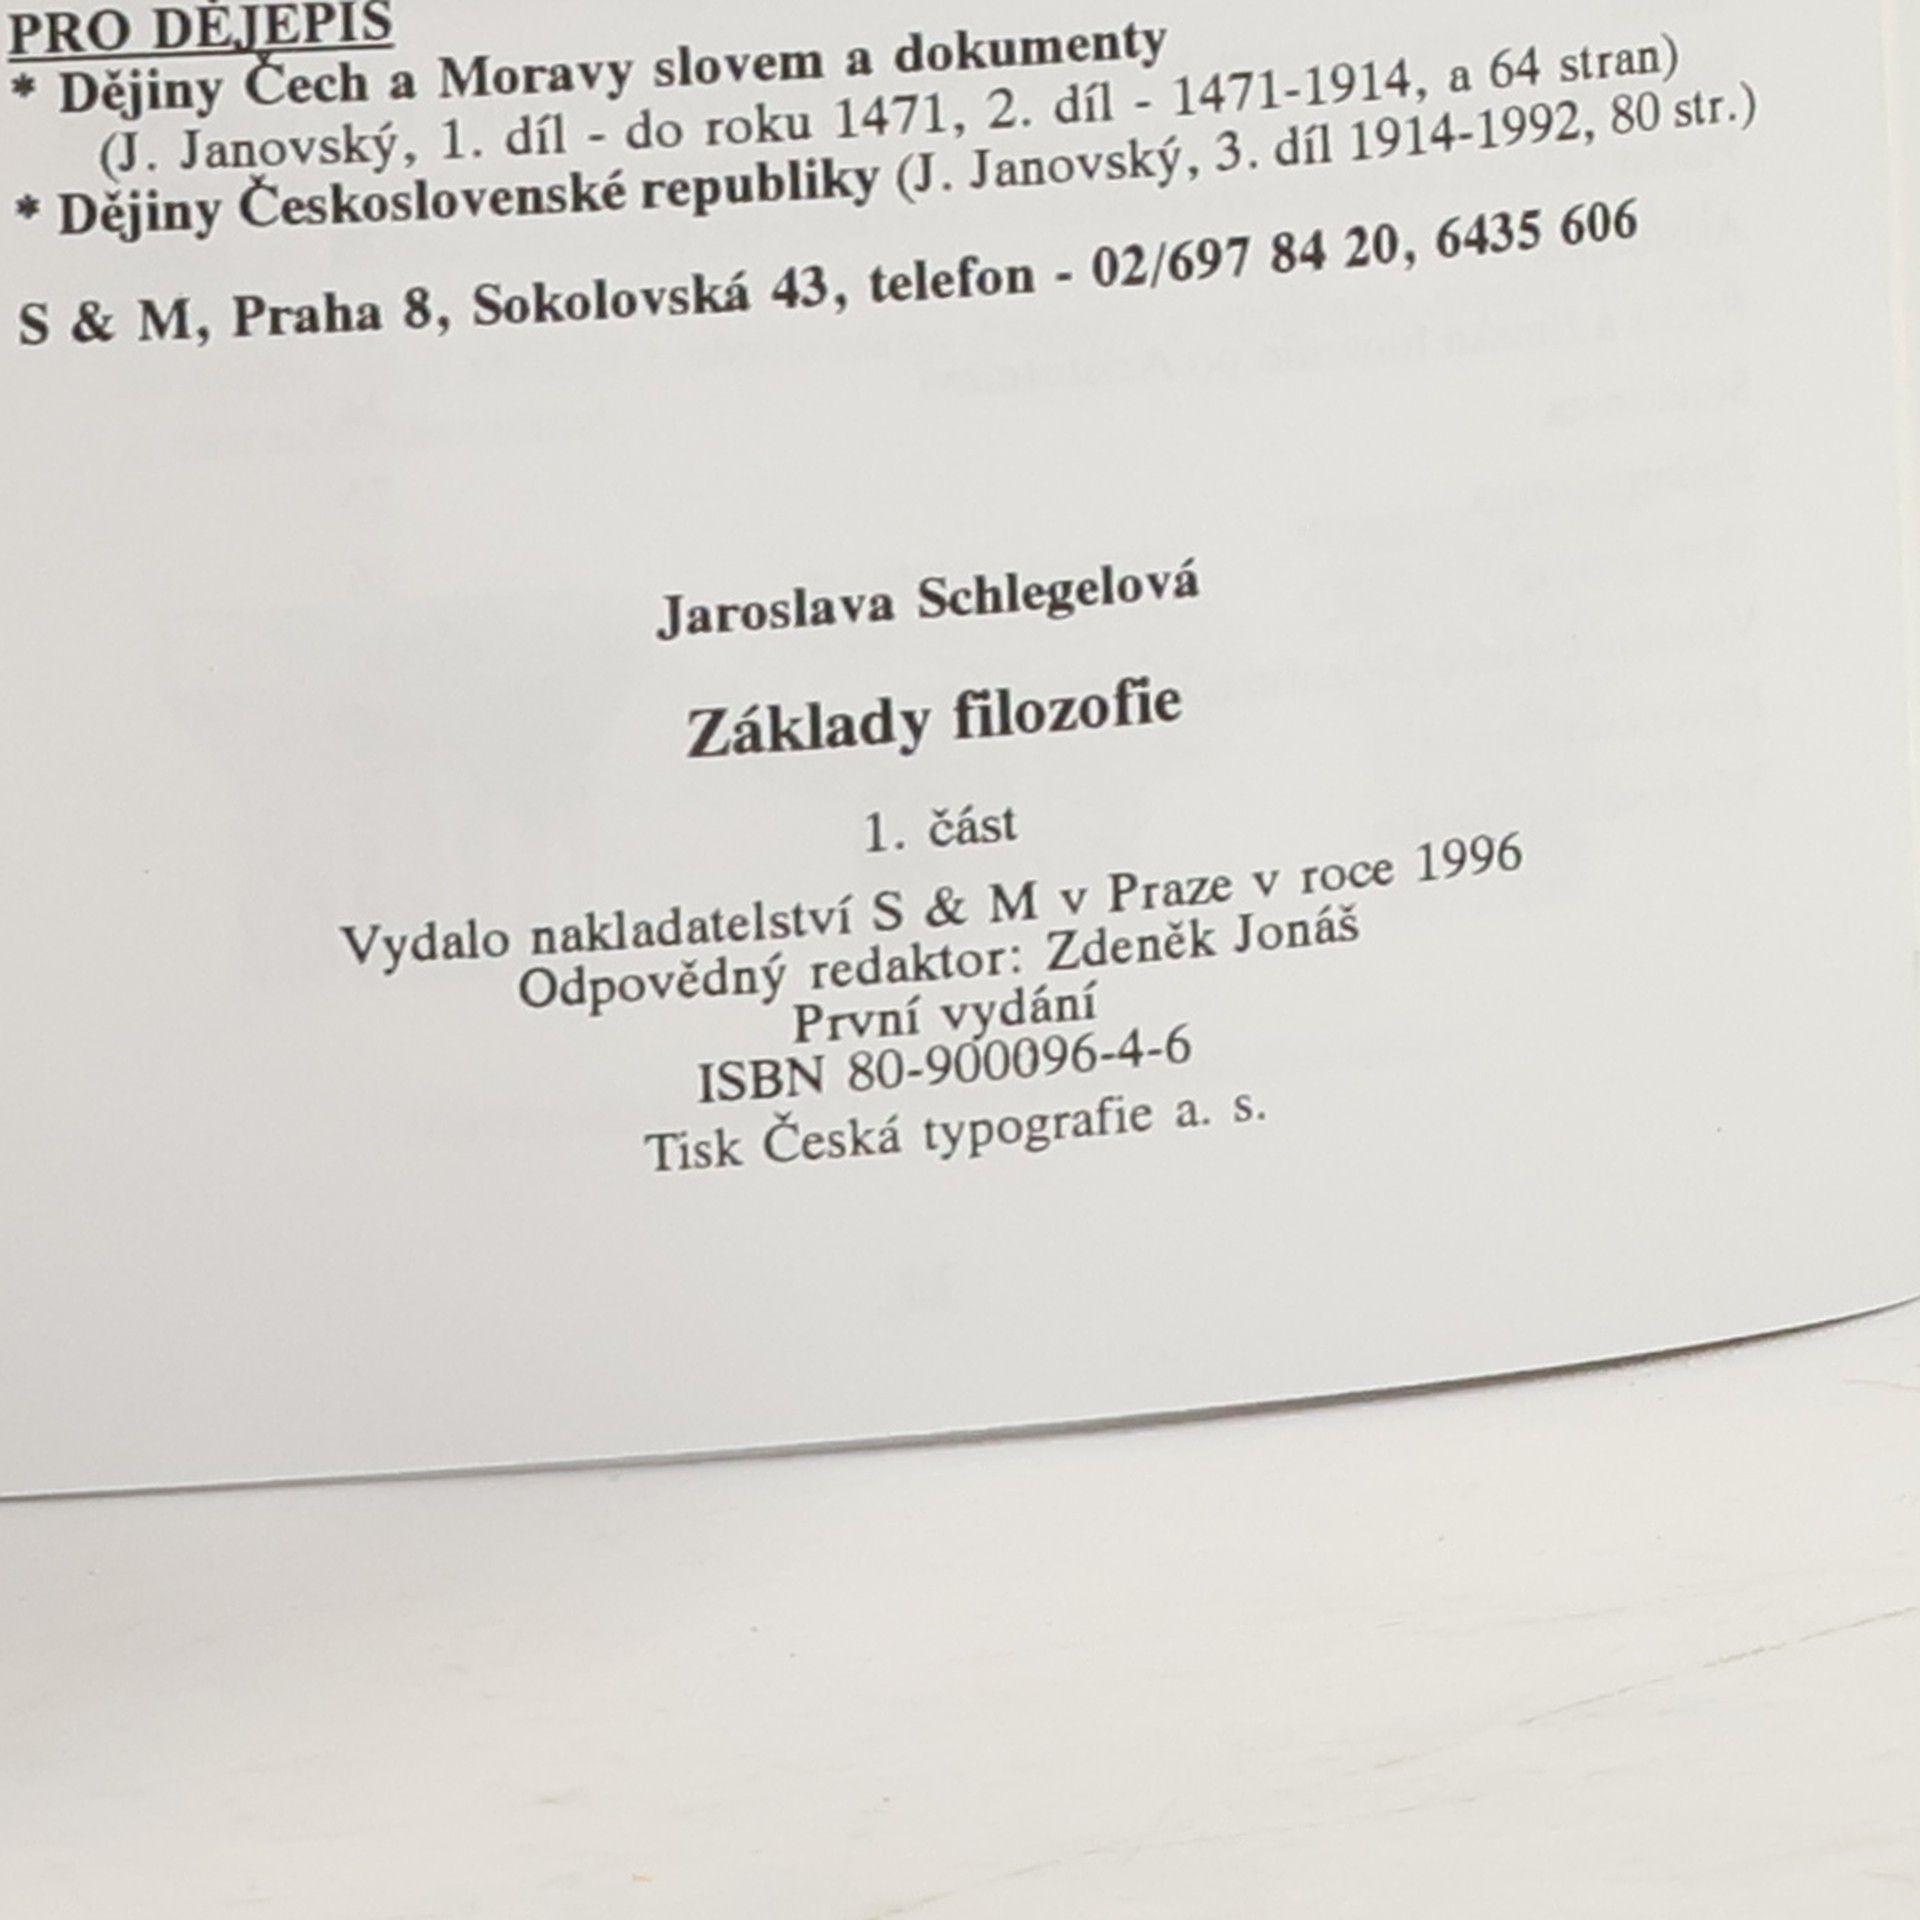 PRO DĚJEPIS
* Dějiny Čech a Moravy slovem a dokumenty
(J. Janovský, 1. díl - do roku 1471, 2. díl - 1471-1914, a 64 stran)
* Dějiny Československé republiky (J. Janovský, 3. díl 1914-1992, 80 str.)
S & M, Praha 8, Sokolovská 43, telefon - 02/697 84 20, 6435 606
Jaroslava Schlegelová
Základy filozofie
1. část
Vydalo nakladatelství S & M v Praze v roce 1996
Odpovědný redaktor: Zdeněk Jonáš
První vydání
ISBN 80-900096-4-6
Tisk Česká typografie a. s.